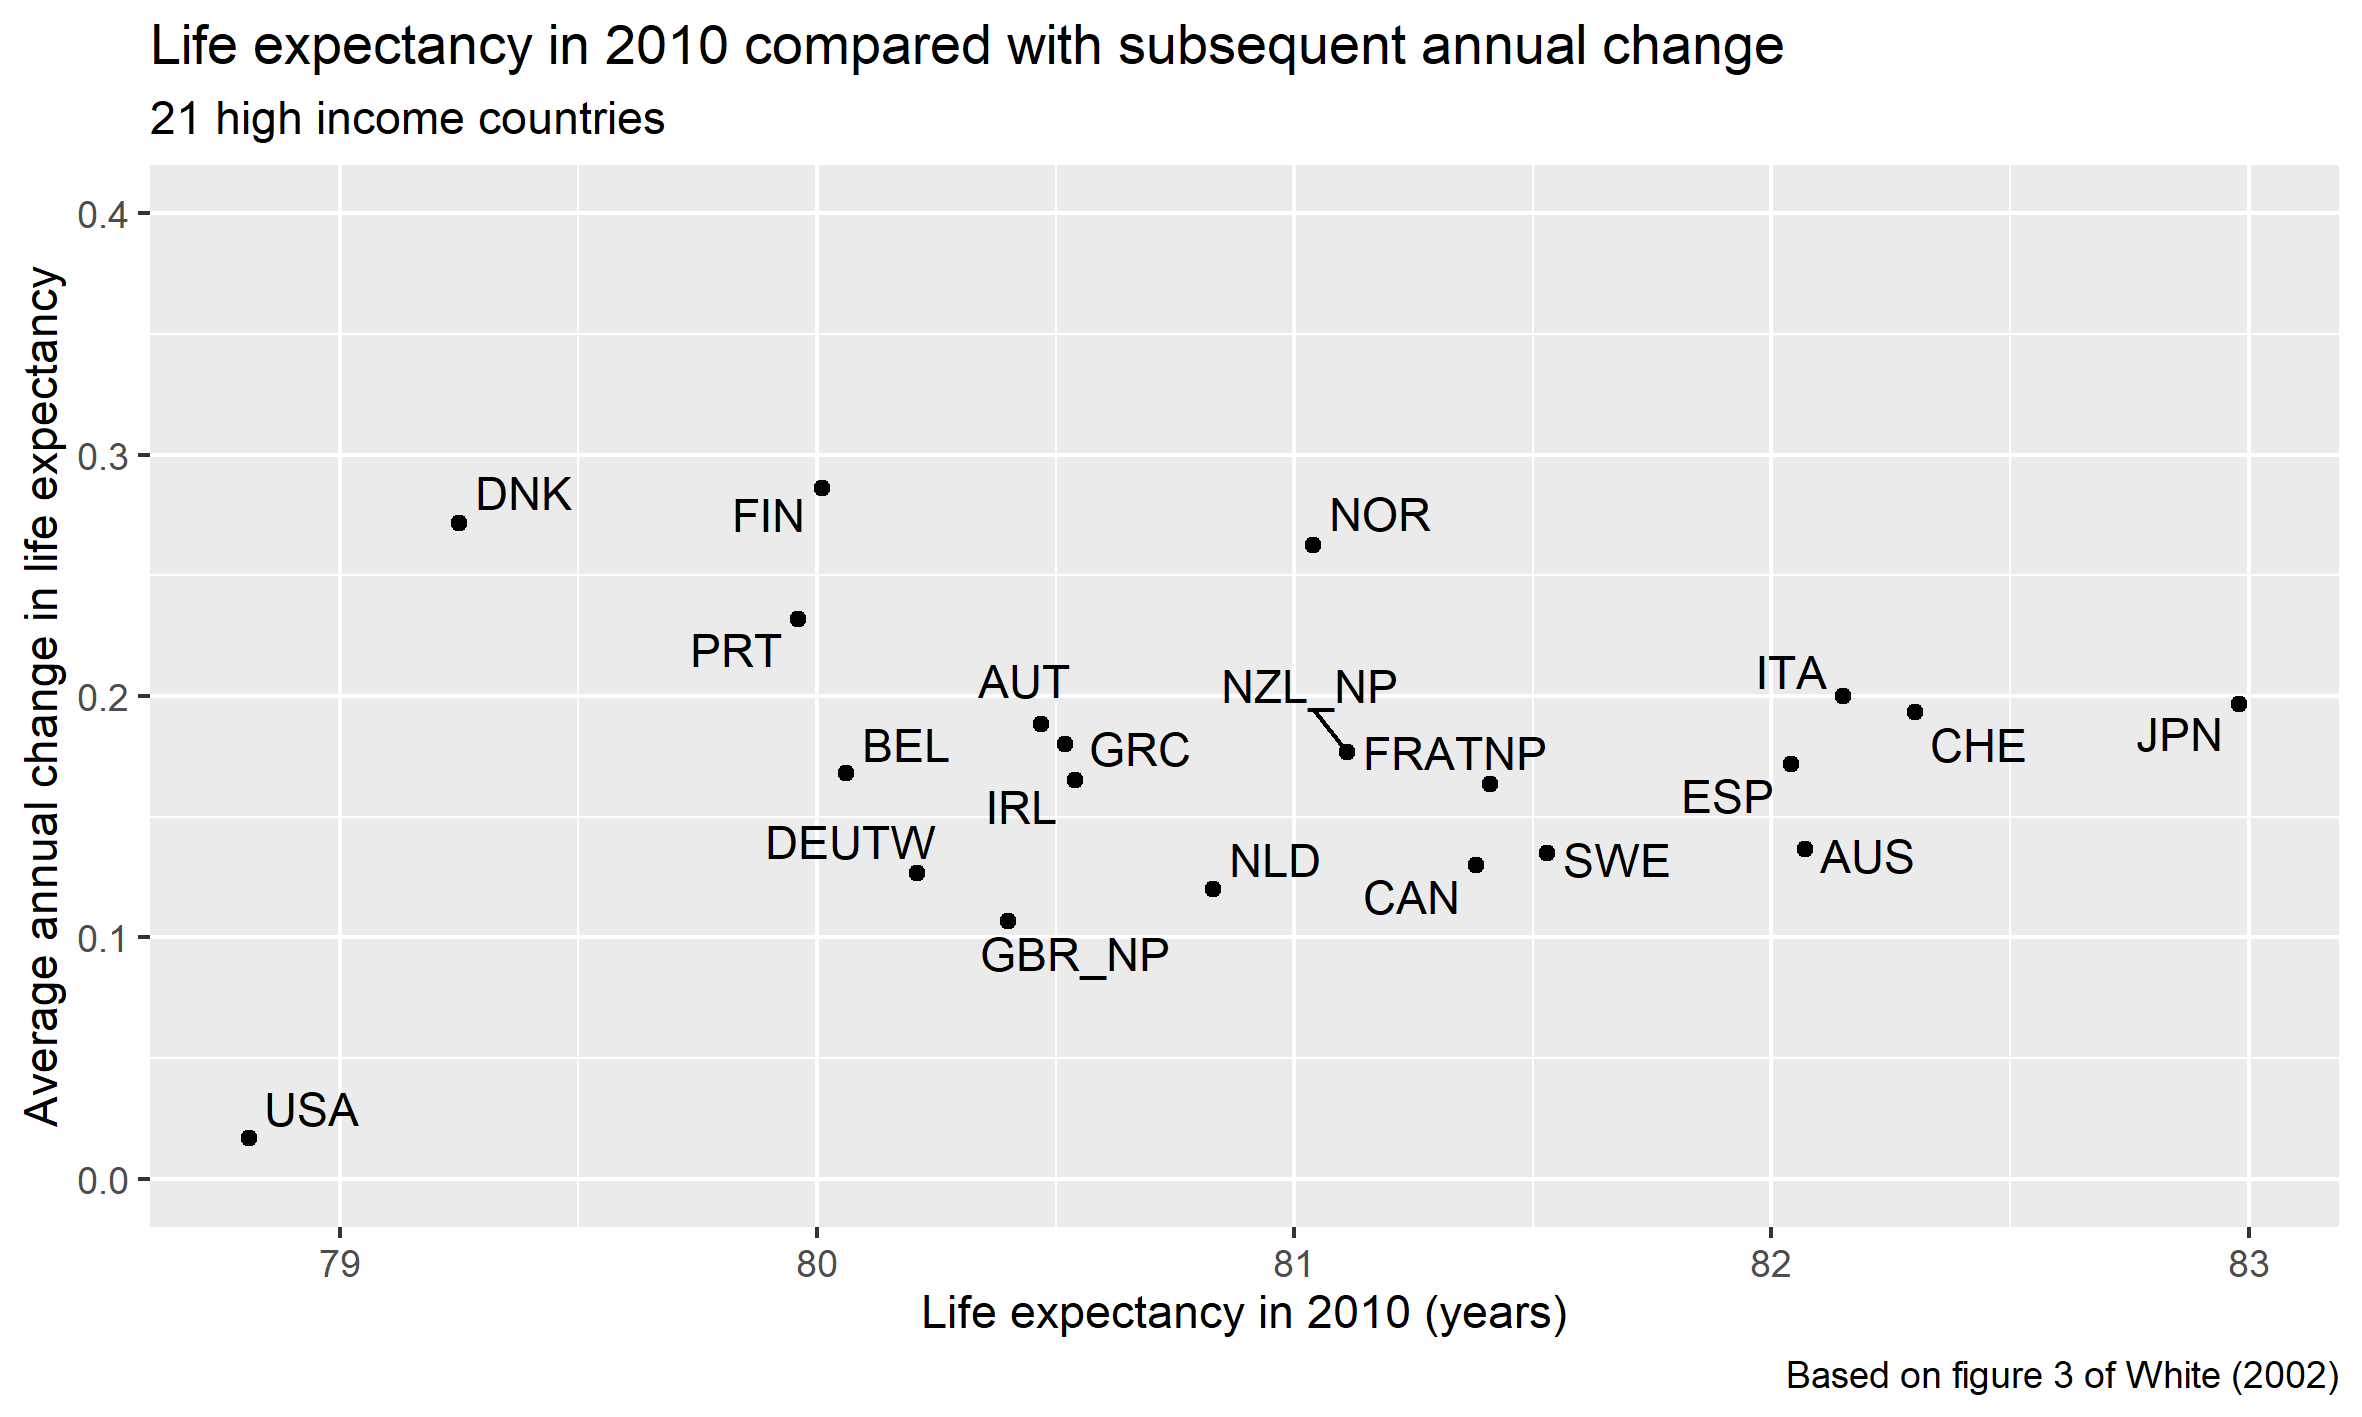 Life expectancy in 2010 compared with subsequent annual change
21 high income countries
Average annual change in life expectancy
0.4
0.3
0.2
0.1
0.0
DNK
FIN
NOR
PRT
AUT
NZL_NP
ITA
BEL
GRC
FRATNP
CHE
JPN
IRL
ESP
DEUTW
NLD
SWE
AUS
CAN
GBR_NP
USA
79
80
81
82
83
Life expectancy in 2010 (years)
Based on figure 3 of White (2002)